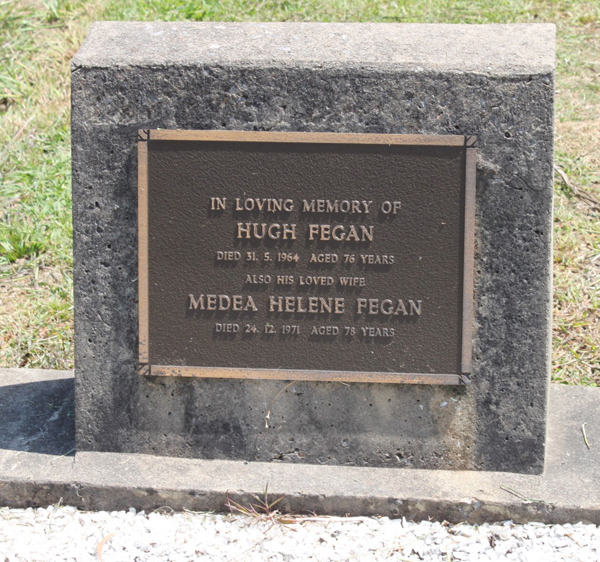 IN LOVING MEMORY OF
HUGH FEGAN
DIED 31. 5. 1964 AGED 76 YEARS
ALSO HIS LOVED WIFE
MEDEA HELENE FEGAN
DIED 24. 12. 1971 AGED 78 YEARS